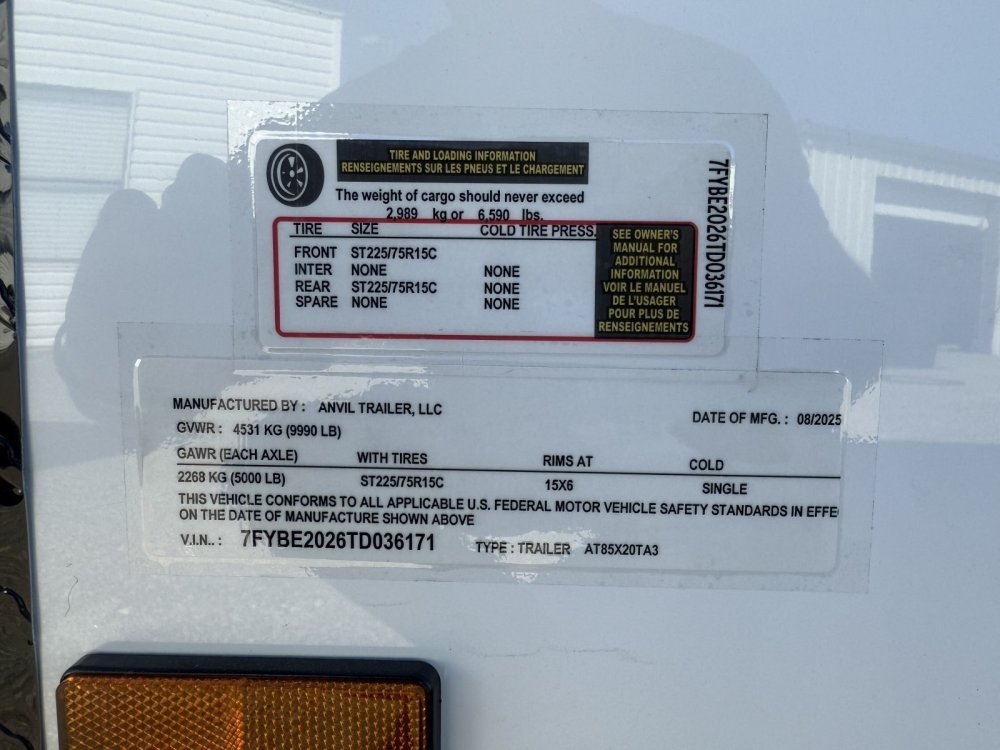 TIRE AND LOADING INFORMATION
RENSEIGNEMENTS SUR LES PNEUS ET LE CHARGEMENT
The weight of cargo should never exceed
2,989 kg or 6,590 lbs.
TIRE SIZE COLD TIRE PRESS.
FRONT ST225/75R15C
INTER NONE NONE
REAR ST225/75R15C NONE
SPARE NONE NONE
SEE OWNER'S
MANUAL FOR
ADDITIONAL
INFORMATION
VOIR LE MANUEL
DE L'USAGER
POUR PLUS DE
RENSEIGNEMENTS
7FYBE2026TD036171
MANUFACTURED BY : ANVIL TRAILER, LLC
DATE OF MFG. : 08/2025
GVWR : 4531 KG (9990 LB)
GAWR (EACH AXLE) WITH TIRES RIMS AT COLD
2268 KG (5000 LB) ST225/75R15C 15X6 SINGLE
THIS VEHICLE CONFORMS TO ALL APPLICABLE U.S. FEDERAL MOTOR VEHICLE SAFETY STANDARDS IN EFFE
ON THE DATE OF MANUFACTURE SHOWN ABOVE
V.I.N.. : 7FYBE2026TD036171 TYPE : TRAILER AT85X20TA3